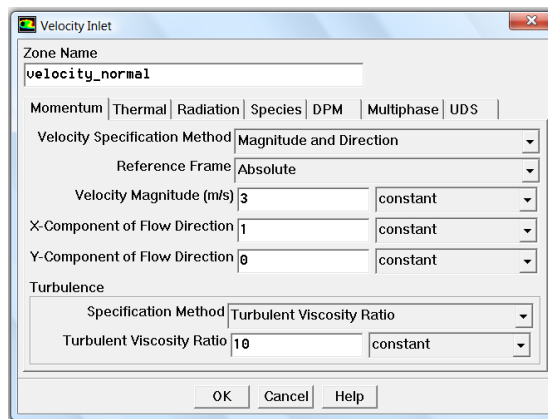 Velocity Inlet
Zone Name
velocity_normal
Momentum Thermal Radiation Species DPM Multiphase UDS
Velocity Specification Method Magnitude and Direction
Reference Frame Absolute
Velocity Magnitude (m/s) 3 constant
X-Component of Flow Direction 1 constant
Y-Component of Flow Direction 0 constant
Turbulence
Specification Method Turbulent Viscosity Ratio
Turbulent Viscosity Ratio 10 constant
OK Cancel Help